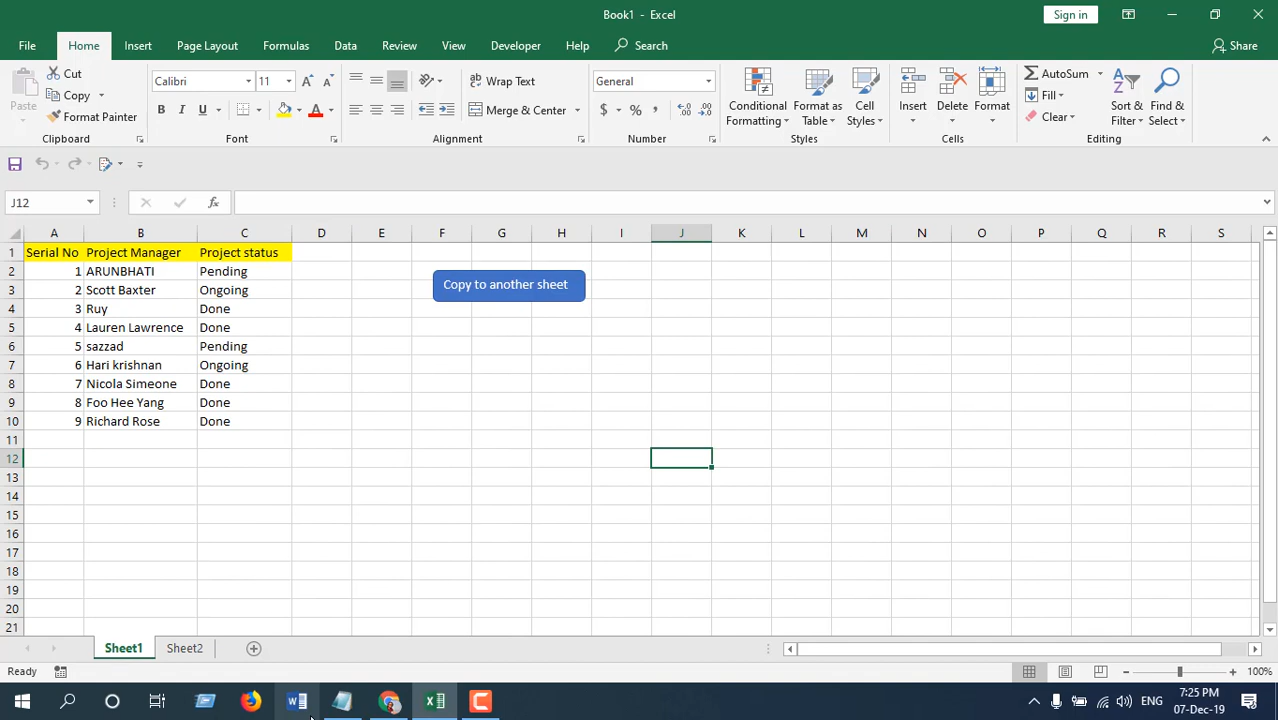 Book1 - Excel
Sign in
File Home Insert Page Layout Formulas Data Review View Developer Help Search Share
Paste
Cut
Copy
Format Painter
Clipboard
Calibri 11
B I U
Font
Wrap Text
Merge & Center
Alignment
General
$ % ,
Number
Conditional Formatting
Format as Table
Cell Styles
Styles
Insert
Delete
Format
Cells
AutoSum
Fill
Clear
Sort & Filter
Find & Select
Editing
J12
fx
A B C D E F G H I J K L M N O P Q R S
1 Serial No Project Manager Project status
2 1 ARUNBHATI Pending
3 2 Scott Baxter Ongoing
4 3 Ruy Done
5 4 Lauren Lawrence Done
6 5 sazzad Pending
7 6 Hari krishnan Ongoing
8 7 Nicola Simeone Done
9 8 Foo Hee Yang Done
10 9 Richard Rose Done
11
12
13
14
15
16
17
18
19
20
21
Copy to another sheet
Sheet1 Sheet2
Ready
100%
ENG
7:25 PM
07-Dec-19